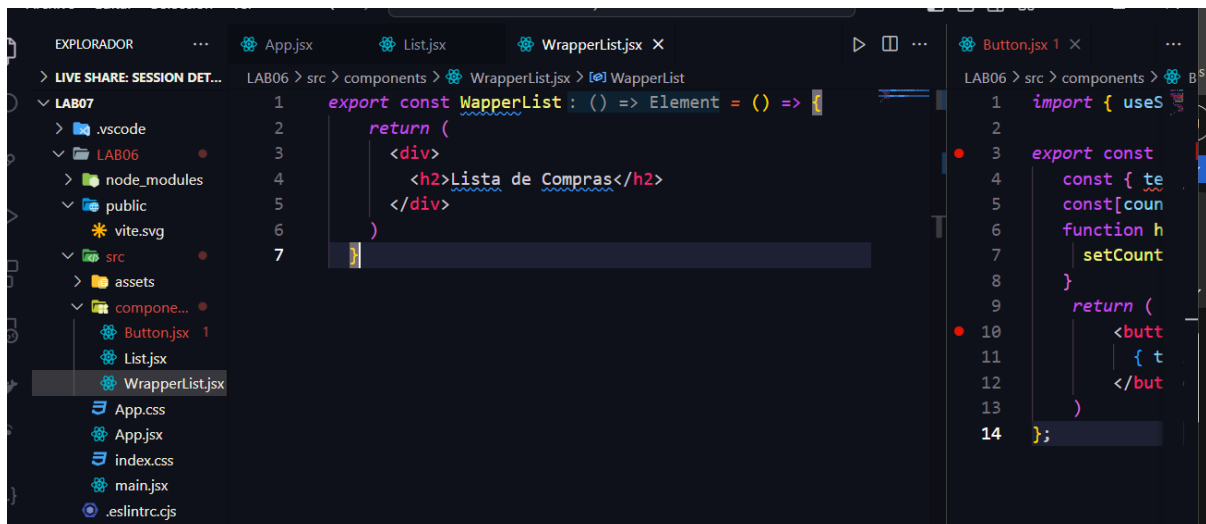 EXPLORADOR ...
App.jsx
List.jsx
WrapperList.jsx
...
Button.jsx 1
...
LIVE SHARE: SESSION DET...
LAB06 > src > components > WrapperList.jsx > WapperList
LAB06 > src > components >
LAB07
.vscode
LAB06
node_modules
public
vite.svg
src
assets
compone...
Button.jsx 1
List.jsx
WrapperList.jsx
App.css
App.jsx
index.css
main.jsx
.eslintrc.cjs
1 export const WapperList: () => Element = () => {
2 return (
3 <div>
4 <h2>Lista de Compras</h2>
5 </div>
6 )
7 }
1 import { useS
2
3 export const
4 const { te
5 const[coun
6 function h
7 setCount
8 }
9 return (
10 <butt
11 { t
12 </but
13 )
14 };